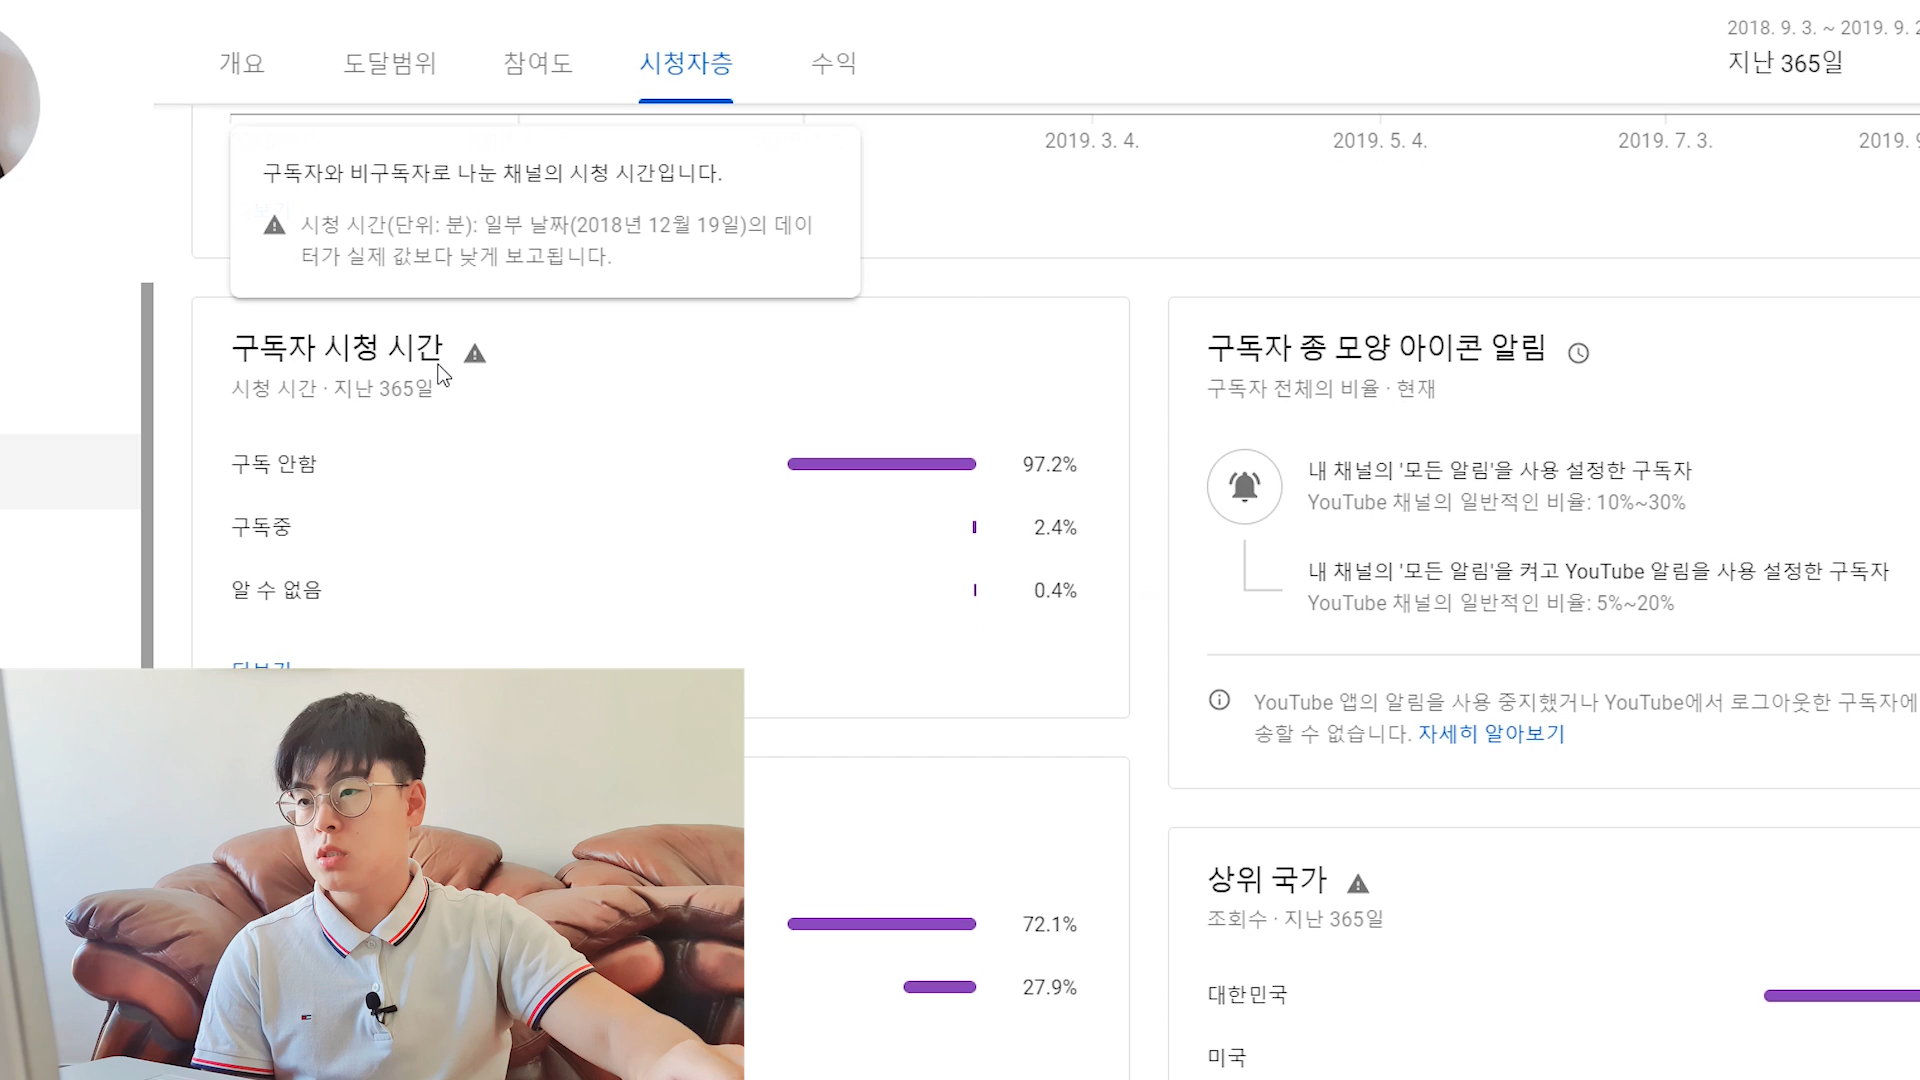 개요
도달범위
참여도
시청자층
수익
2018. 9. 3. ~ 2019. 9. 2
지난 365일
2019. 3. 4.
2019. 5. 4.
2019. 7. 3.
2019. 9
구독자와 비구독자로 나눈 채널의 시청 시간입니다.
시청 시간(단위: 분): 일부 날짜(2018년 12월 19일)의 데이
터가 실제 값보다 낮게 보고됩니다.
구독자 시청 시간
시청 시간 · 지난 365일
구독 안함
97.2%
구독중
2.4%
알 수 없음
0.4%
더보기
72.1%
27.9%
구독자 종 모양 아이콘 알림
구독자 전체의 비율 · 현재
내 채널의 '모든 알림'을 사용 설정한 구독자
YouTube 채널의 일반적인 비율: 10%~30%
내 채널의 '모든 알림'을 켜고 YouTube 알림을 사용 설정한 구독자
YouTube 채널의 일반적인 비율: 5%~20%
YouTube 앱의 알림을 사용 중지했거나 YouTube에서 로그아웃한 구독자에
송할 수 없습니다. 자세히 알아보기
상위 국가
조회수 · 지난 365일
대한민국
미국